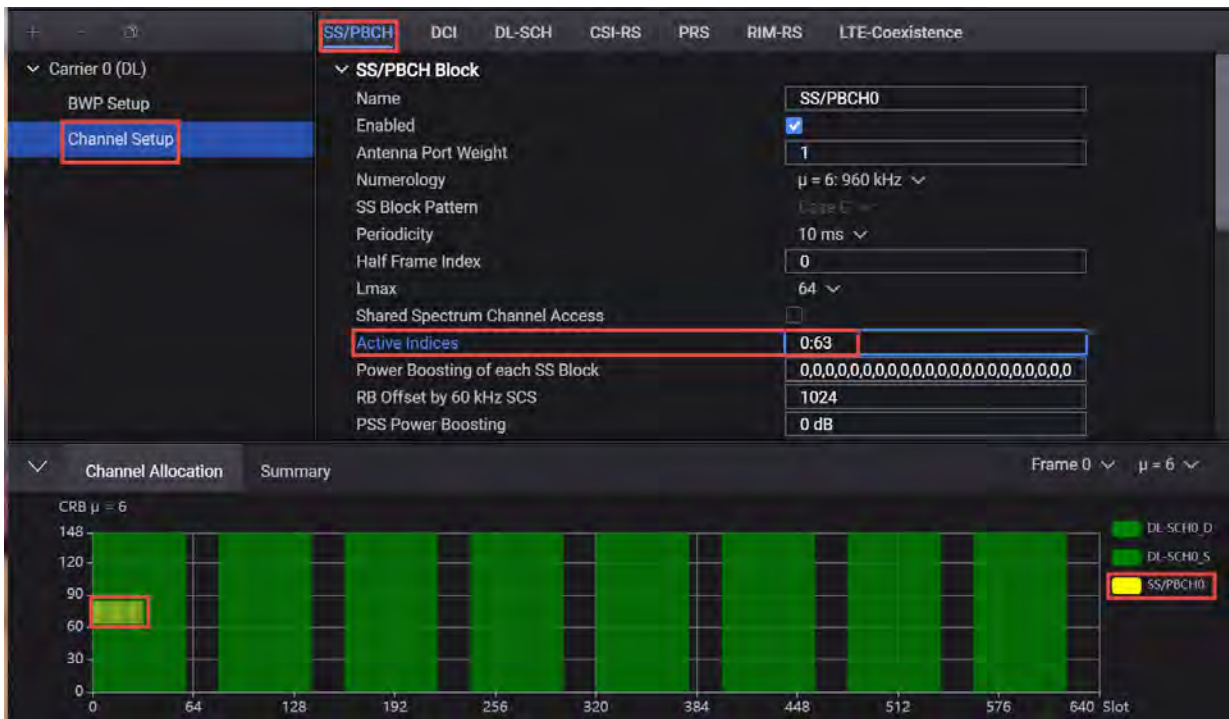 SS/PBCH DCI DL-SCH CSI-RS PRS RIM-RS LTE-Coexistence
Carrier 0 (DL)
BWP Setup
Channel Setup
SS/PBCH Block
Name SS/PBCH0
Enabled
Antenna Port Weight 1
Numerology μ = 6: 960 kHz
SS Block Pattern
Periodicity 10 ms
Half Frame Index 0
Lmax 64
Shared Spectrum Channel Access
Active Indices 0:63
Power Boosting of each SS Block 0,0,0,0,0,0,0,0,0,0,0,0,0,0,0,0,0,0,0,0,0,0
RB Offset by 60 kHz SCS 1024
PSS Power Boosting 0 dB
Channel Allocation Summary Frame 0 μ = 6
CRB μ = 6
148
120
90
60
30
0
0 64 128 192 256 320 384 448 512 576 640 Slot
DL-SCH0_D
DL-SCH0_S
SS/PBCH0